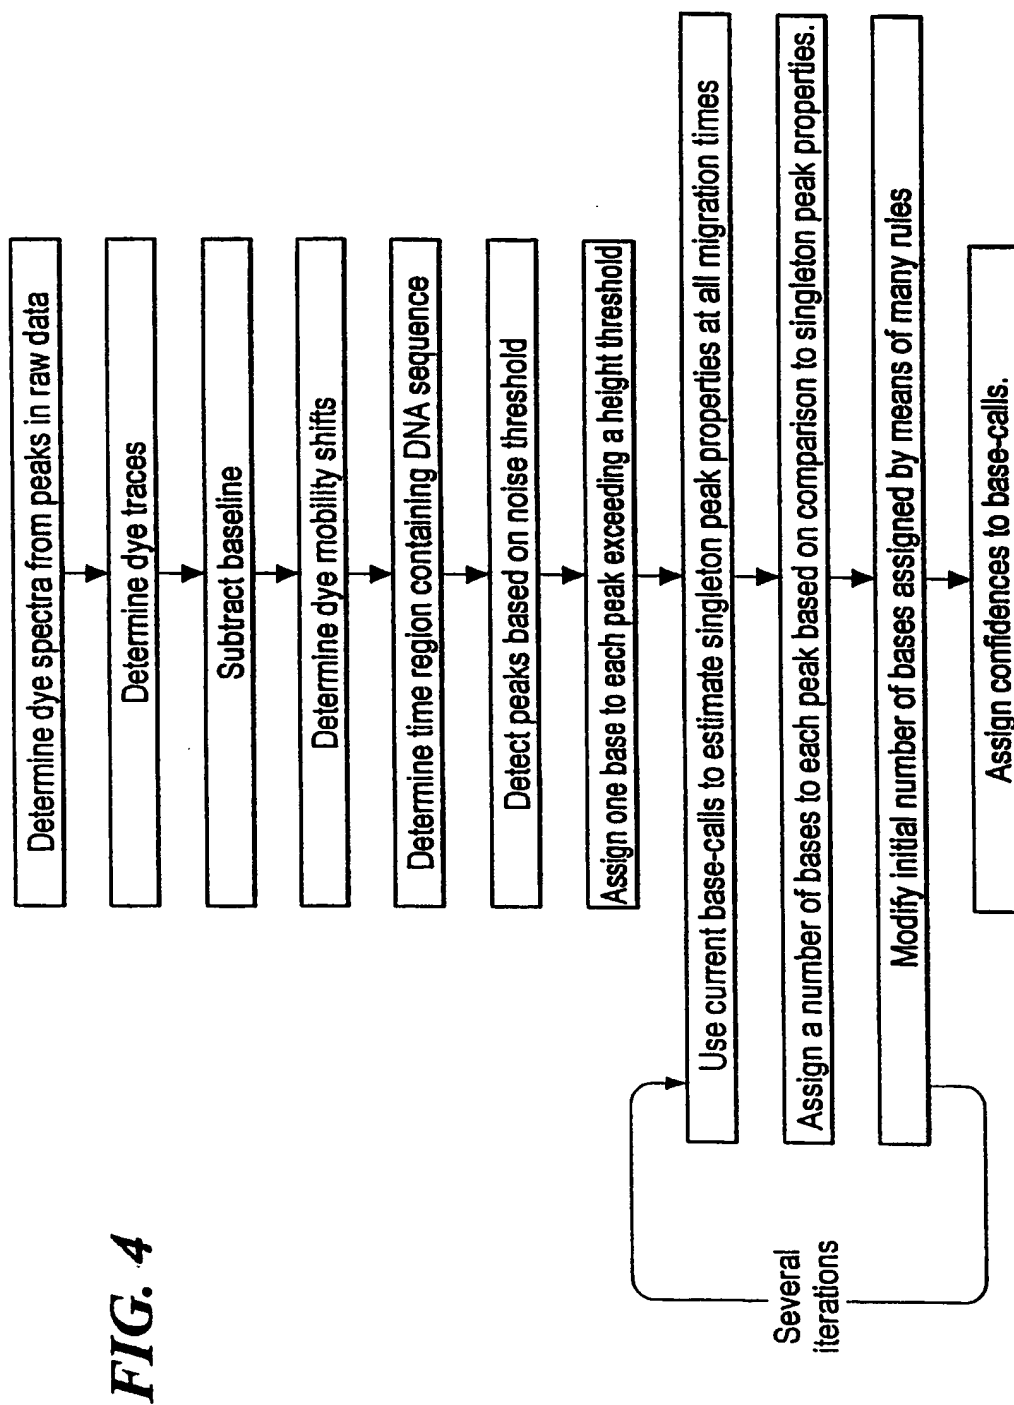 FIG. 4
Determine dye spectra from peaks in raw data
Determine dye traces
Subtract baseline
Determine dye mobility shifts
Determine time region containing DNA sequence
Detect peaks based on noise threshold
Assign one base to each peak exceeding a height threshold
Use current base-calls to estimate singleton peak properties at all migration times
Assign a number of bases to each peak based on comparison to singleton peak properties.
Modify initial number of bases assigned by means of many rules
Assign confidences to base-calls.
Several
iterations